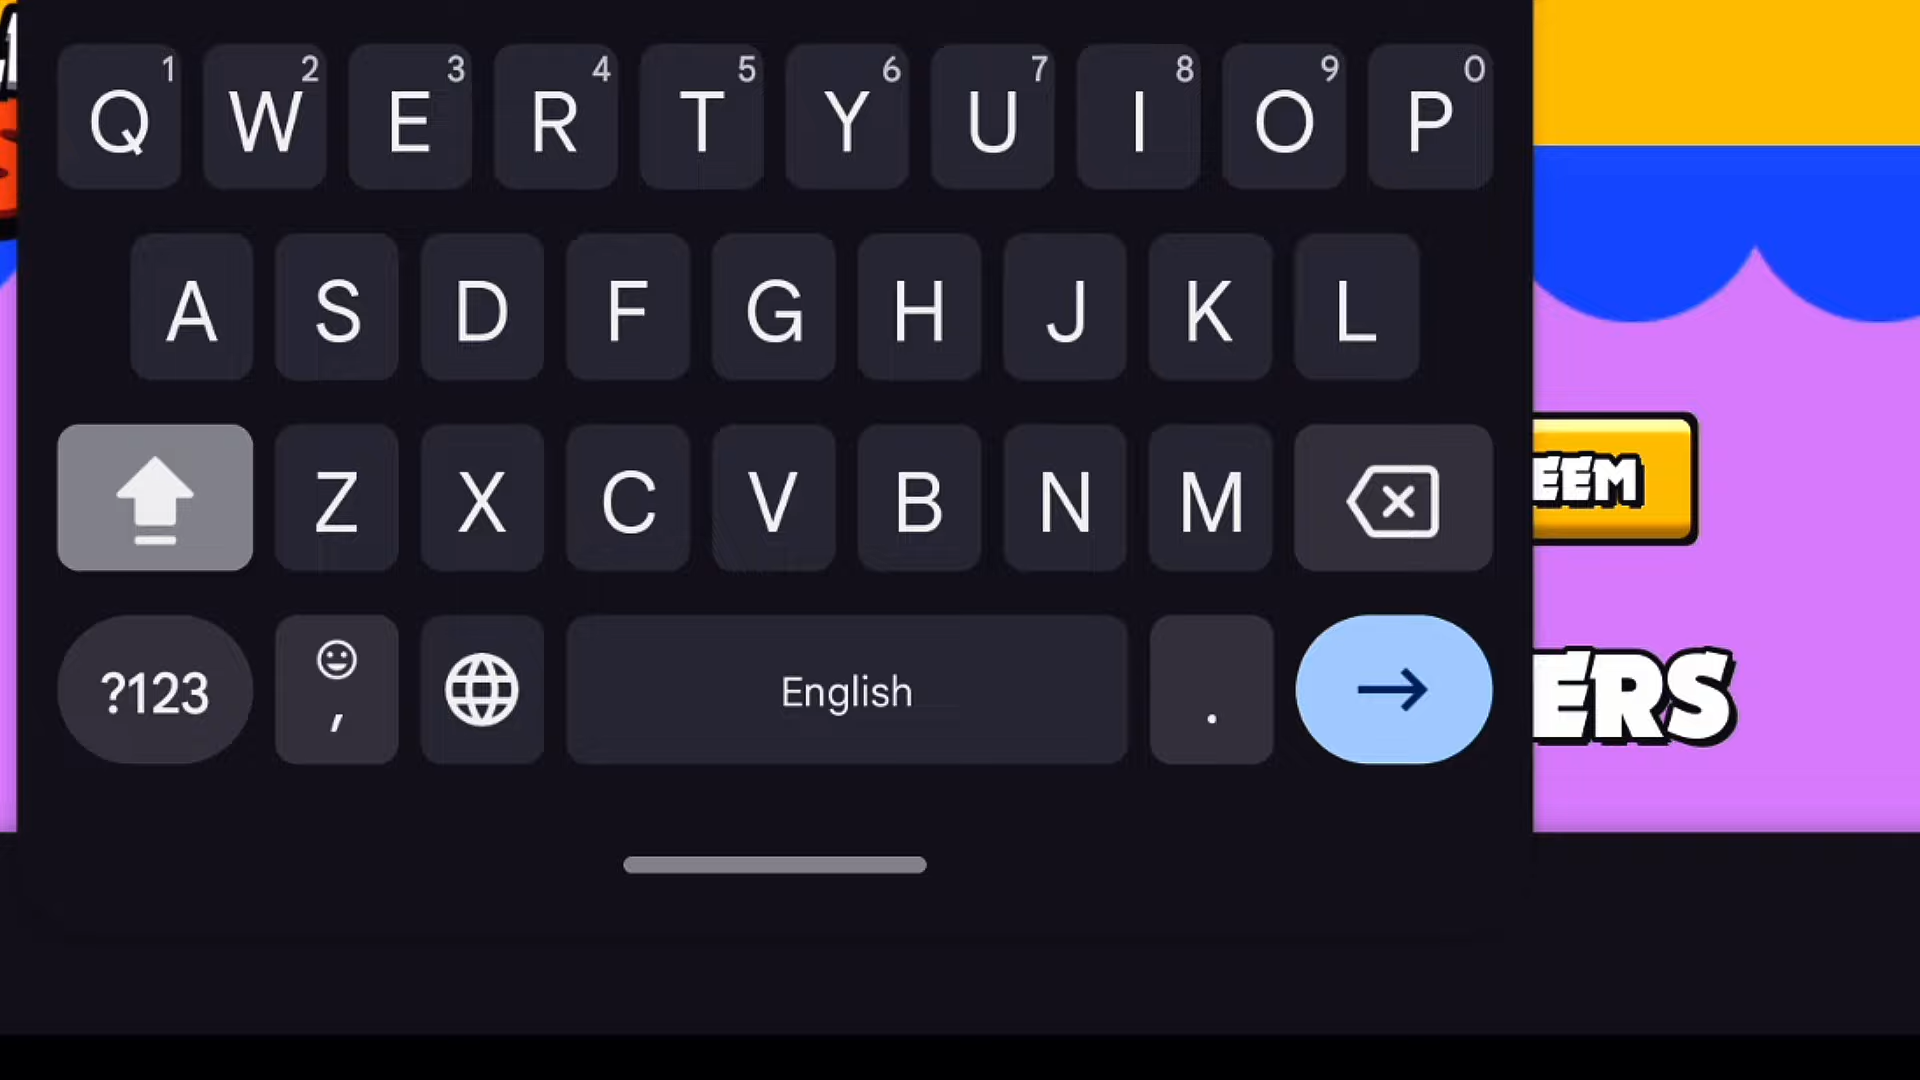 1 2 3 4 5 6 7 8 9 0
Q W E R T Y U I O P
A S D F G H J K L
Z X C V B N M
EEM
?123 , English .
ERS